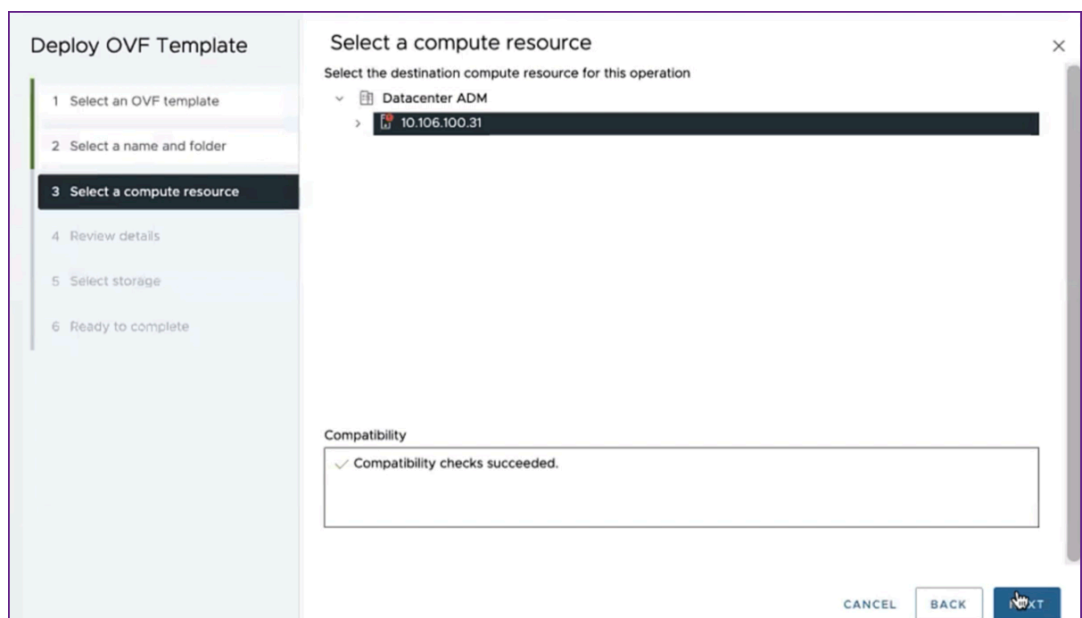 Deploy OVF Template
1 Select an OVF template
2 Select a name and folder
3 Select a compute resource
4 Review details
5 Select storage
6 Ready to complete
Select a compute resource
Select the destination compute resource for this operation
Datacenter ADM
10.106.100.31
Compatibility
Compatibility checks succeeded.
CANCEL BACK NEXT